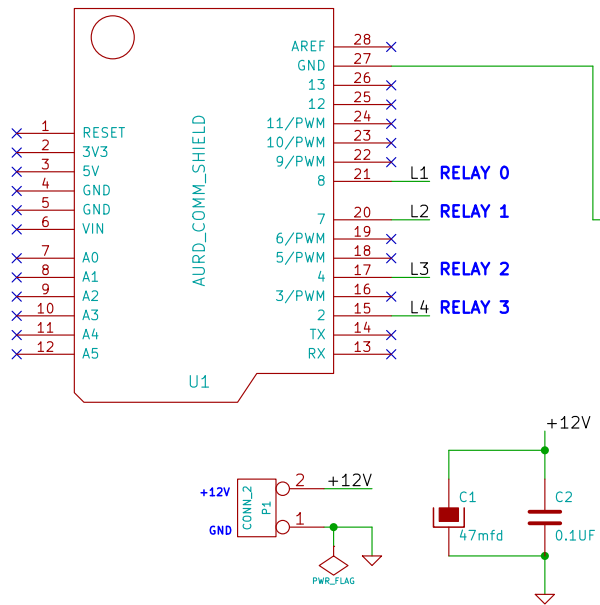 AREF 28
GND 27
13 26
12 25
11/PWM 24
10/PWM 23
9/PWM 22
8 21 L1 RELAY 0
7 20 L2 RELAY 1
6/PWM 19
5/PWM 18
4 17 L3 RELAY 2
3/PWM 16
2 15 L4 RELAY 3
TX 14
RX 13
1 RESET
2 3V3
3 5V
4 GND
5 GND
6 VIN
7 A0
8 A1
9 A2
10 A3
11 A4
12 A5
AURD_COMM_SHIELD
U1
+12V
GND
CONN_2
P1
2 +12V
1
PWR_FLAG
+12V
C1
47mfd
C2
0.1UF